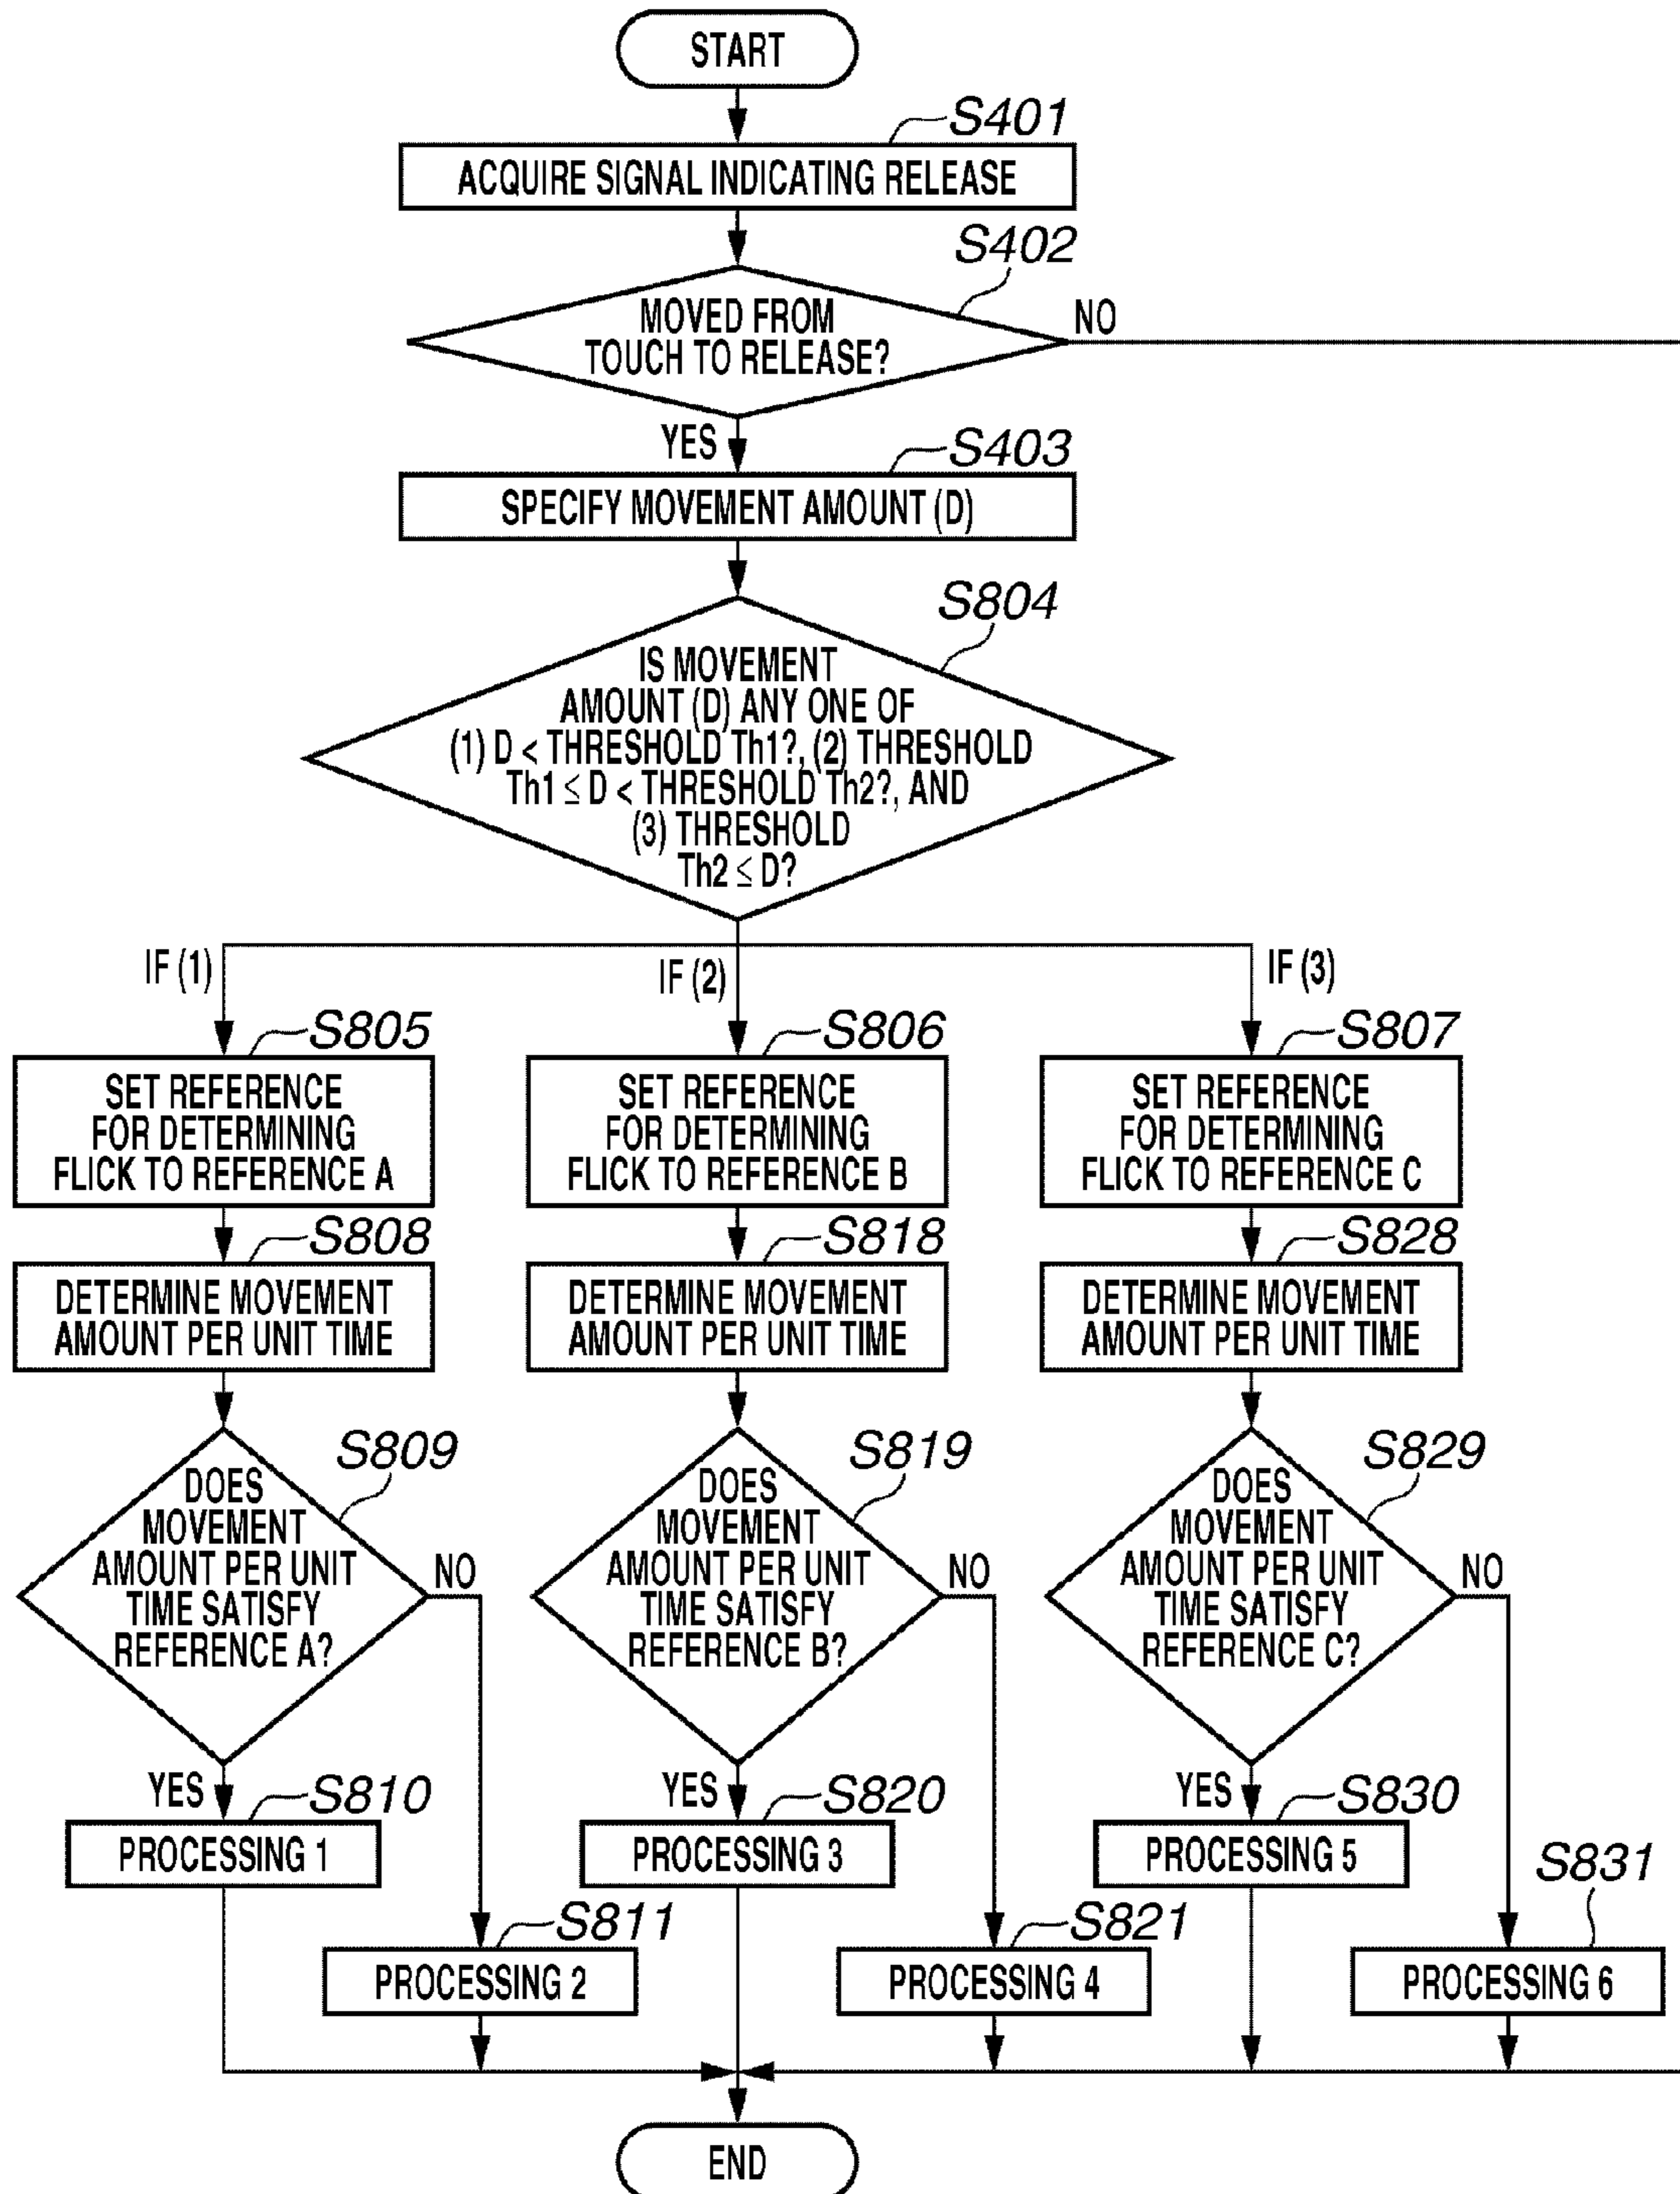 START
S401
ACQUIRE SIGNAL INDICATING RELEASE
S402
MOVED FROM
TOUCH TO RELEASE?
NO
YES
S403
SPECIFY MOVEMENT AMOUNT (D)
S804
IS MOVEMENT
AMOUNT (D) ANY ONE OF
(1) D < THRESHOLD Th1?, (2) THRESHOLD
Th1 ≤ D < THRESHOLD Th2?, AND
(3) THRESHOLD
Th2 ≤ D?
IF (1)
IF (2)
IF (3)
S805
SET REFERENCE
FOR DETERMINING
FLICK TO REFERENCE A
S806
SET REFERENCE
FOR DETERMINING
FLICK TO REFERENCE B
S807
SET REFERENCE
FOR DETERMINING
FLICK TO REFERENCE C
S808
DETERMINE MOVEMENT
AMOUNT PER UNIT TIME
S818
DETERMINE MOVEMENT
AMOUNT PER UNIT TIME
S828
DETERMINE MOVEMENT
AMOUNT PER UNIT TIME
S809
DOES
MOVEMENT
AMOUNT PER UNIT
TIME SATISFY
REFERENCE A?
NO
YES
S819
DOES
MOVEMENT
AMOUNT PER UNIT
TIME SATISFY
REFERENCE B?
NO
YES
S829
DOES
MOVEMENT
AMOUNT PER UNIT
TIME SATISFY
REFERENCE C?
NO
YES
S810
PROCESSING 1
S820
PROCESSING 3
S830
PROCESSING 5
S811
PROCESSING 2
S821
PROCESSING 4
S831
PROCESSING 6
END